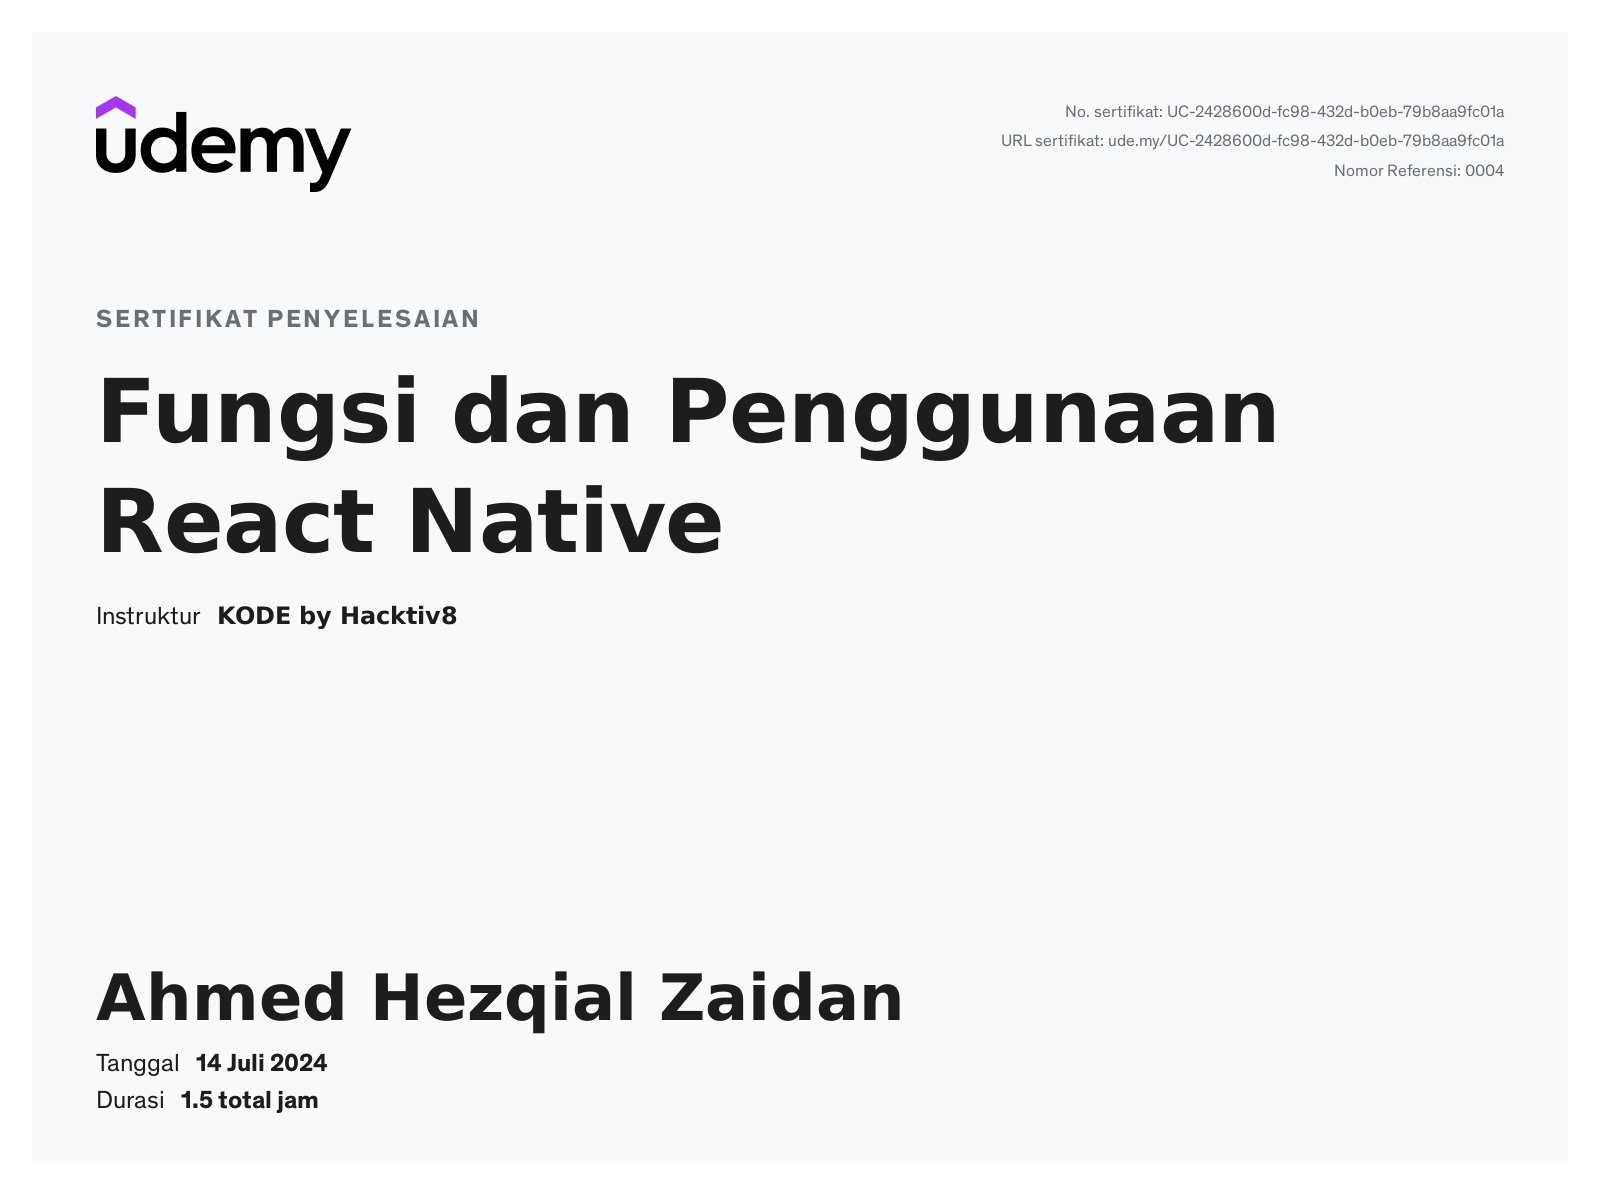 udemy
No. sertifikat: UC-2428600d-fc98-432d-b0eb-79b8aa9fc01a
URL sertifikat: ude.my/UC-2428600d-fc98-432d-b0eb-79b8aa9fc01a
Nomor Referensi: 0004
SERTIFIKAT PENYELESAIAN
Fungsi dan Penggunaan
React Native
Instruktur KODE by Hacktiv8
Ahmed Hezqial Zaidan
Tanggal 14 Juli 2024
Durasi 1.5 total jam